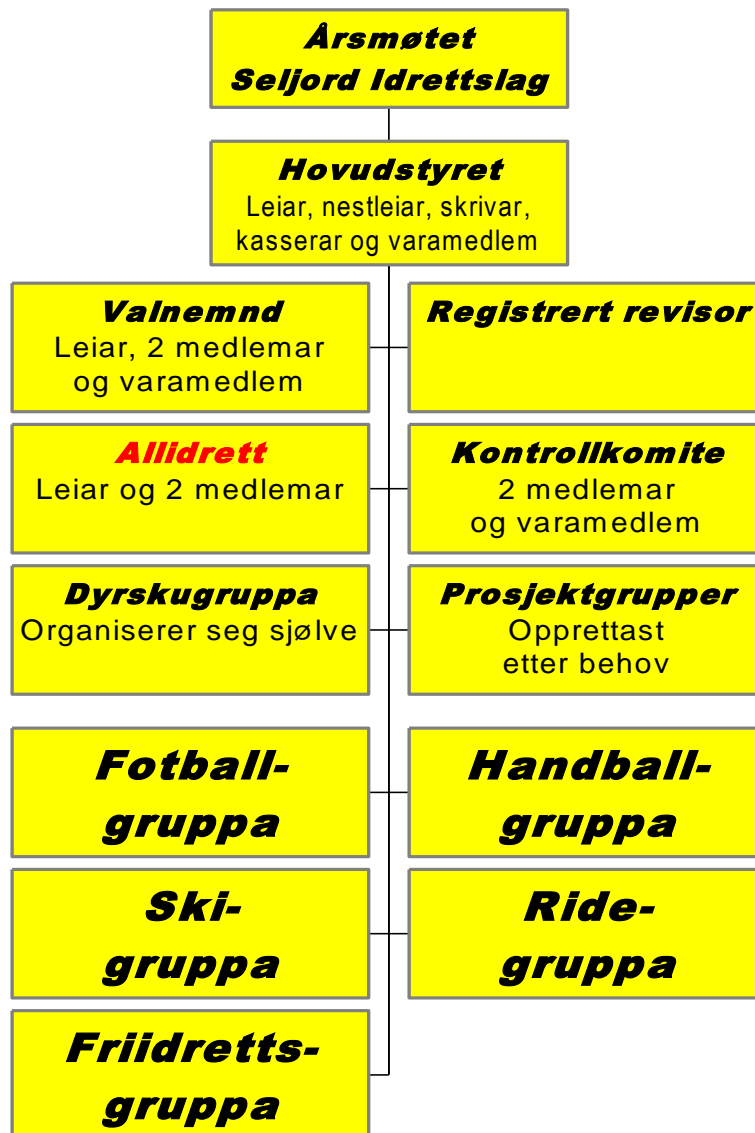 Årsmøtet
Seljord Idrettslag
Hovudstyret
Leiar, nestleiar, skrivar,
kasserar og varamedlem
Valnemnd
Leiar, 2 medlemar
og varamedlem
Registrert revisor
Allidrett
Leiar og 2 medlemar
Kontrollkomite
2 medlemar
og varamedlem
Dyrskugruppa
Organiserer seg sjølve
Prosjektgrupper
Opprettast
etter behov
Fotball-
gruppa
Handball-
gruppa
Ski-
gruppa
Ride-
gruppa
Friidretts-
gruppa